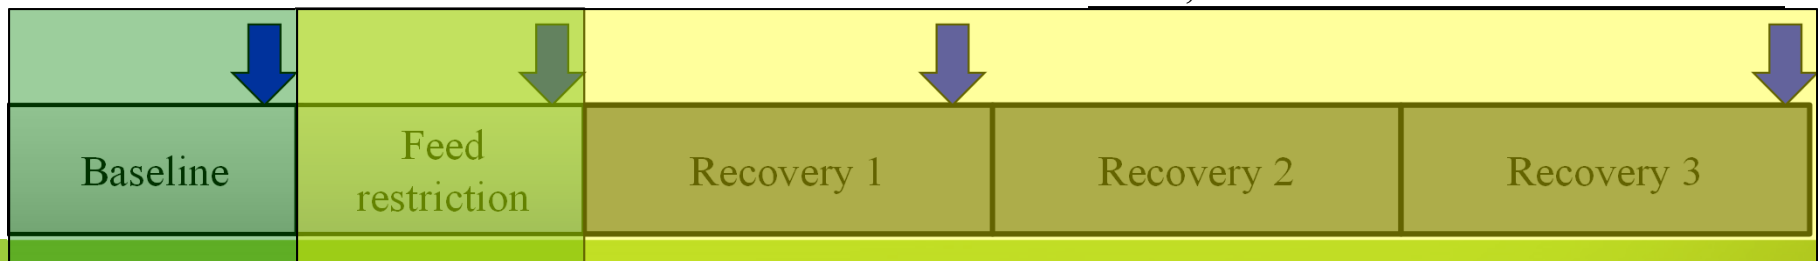 Baseline
Feed
restriction
Recovery 1
Recovery 2
Recovery 3